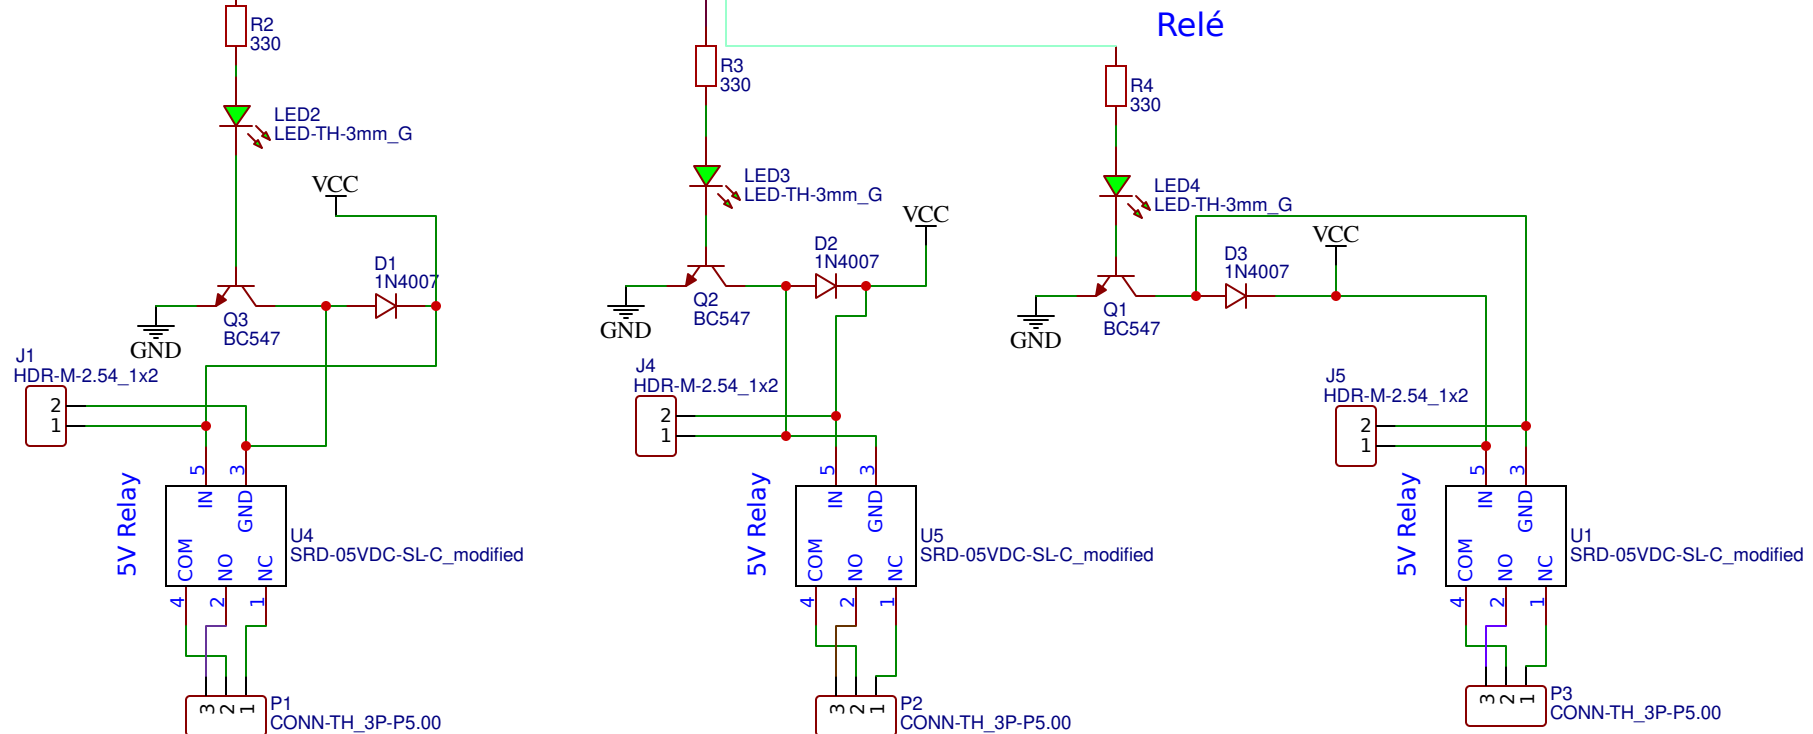 Relé
R2
330
LED2
LED-TH-3mm_G
VCC
D1
1N4007
Q3
BC547
GND
J1
HDR-M-2.54_1x2
2
1
5
3
IN
GND
5V Relay
COM
NO
NC
U4
SRD-05VDC-SL-C_modified
4
2
1
3
2
1
P1
CONN-TH_3P-P5.00
R3
330
LED3
LED-TH-3mm_G
VCC
D2
1N4007
Q2
BC547
GND
J4
HDR-M-2.54_1x2
2
1
5
3
IN
GND
5V Relay
COM
NO
NC
U5
SRD-05VDC-SL-C_modified
4
2
1
3
2
1
P2
CONN-TH_3P-P5.00
R4
330
LED4
LED-TH-3mm_G
VCC
D3
1N4007
Q1
BC547
GND
J5
HDR-M-2.54_1x2
2
1
5
3
IN
GND
5V Relay
COM
NO
NC
U1
SRD-05VDC-SL-C_modified
4
2
1
3
2
1
P3
CONN-TH_3P-P5.00